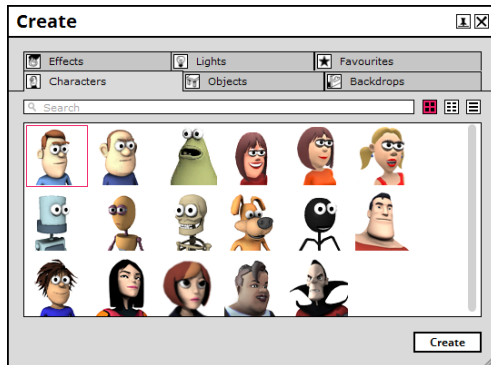 Create
Effects
Lights
Favourites
Characters
Objects
Backdrops
Search
Create